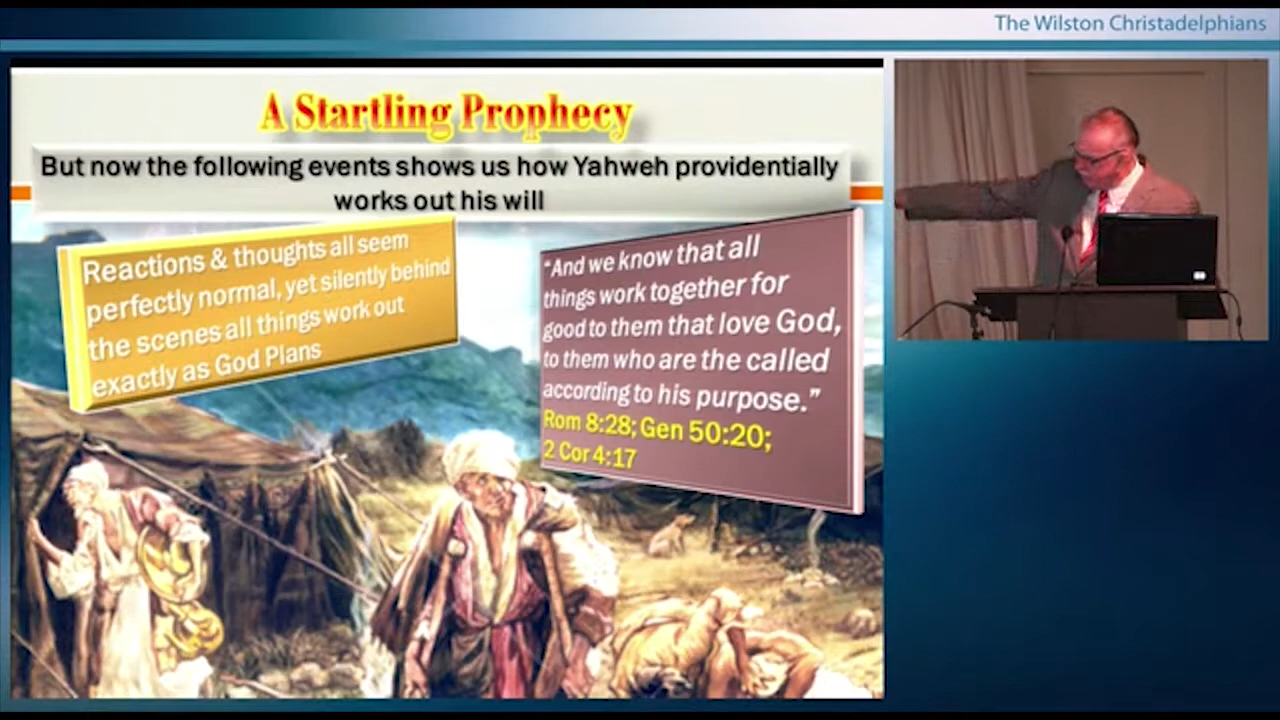 The Wilston Christadelphians
A Startling Prophecy
But now the following events shows us how Yahweh providentially
works out his will
Reactions & thoughts all seem
perfectly normal, yet silently behind
the scenes all things work out
exactly as God Plans
“And we know that all
things work together for
good to them that love God,
to them who are the called
according to his purpose.”
Rom 8:28; Gen 50:20;
2 Cor 4:17